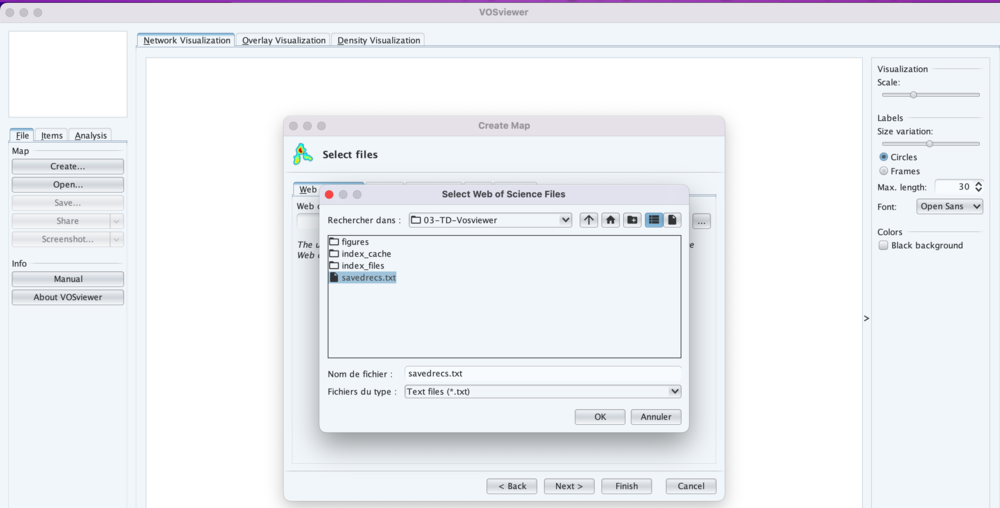 VOSviewer
Network Visualization Overlay Visualization Density Visualization
File Items Analysis
Map
Create...
Open...
Save...
Share
Screenshot...
Info
Manual
About VOSviewer
Create Map
Select files
Web
Web o
...
The u
e
Web o
Select Web of Science Files
Rechercher dans : 03-TD-Vosviewer
figures
index_cache
index_files
savedrecs.txt
Nom de fichier : savedrecs.txt
Fichiers du type : Text files (*.txt)
OK Annuler
< Back Next > Finish Cancel
>
Visualization
Scale:
Labels
Size variation:
Circles
Frames
Max. length: 30
Font: Open Sans
Colors
Black background